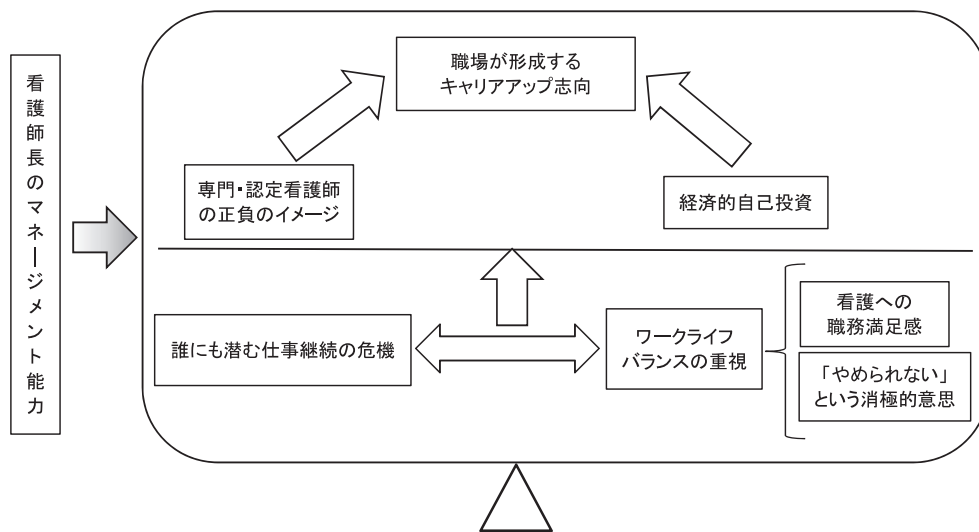 看護師長のマネージメント能力
職場が形成する
キャリアアップ志向
専門・認定看護師
の正負のイメージ
経済的自己投資
誰にも潜む仕事継続の危機
ワークライフ
バランスの重視
看護への
職務満足感
「やめられない」
という消極的意思